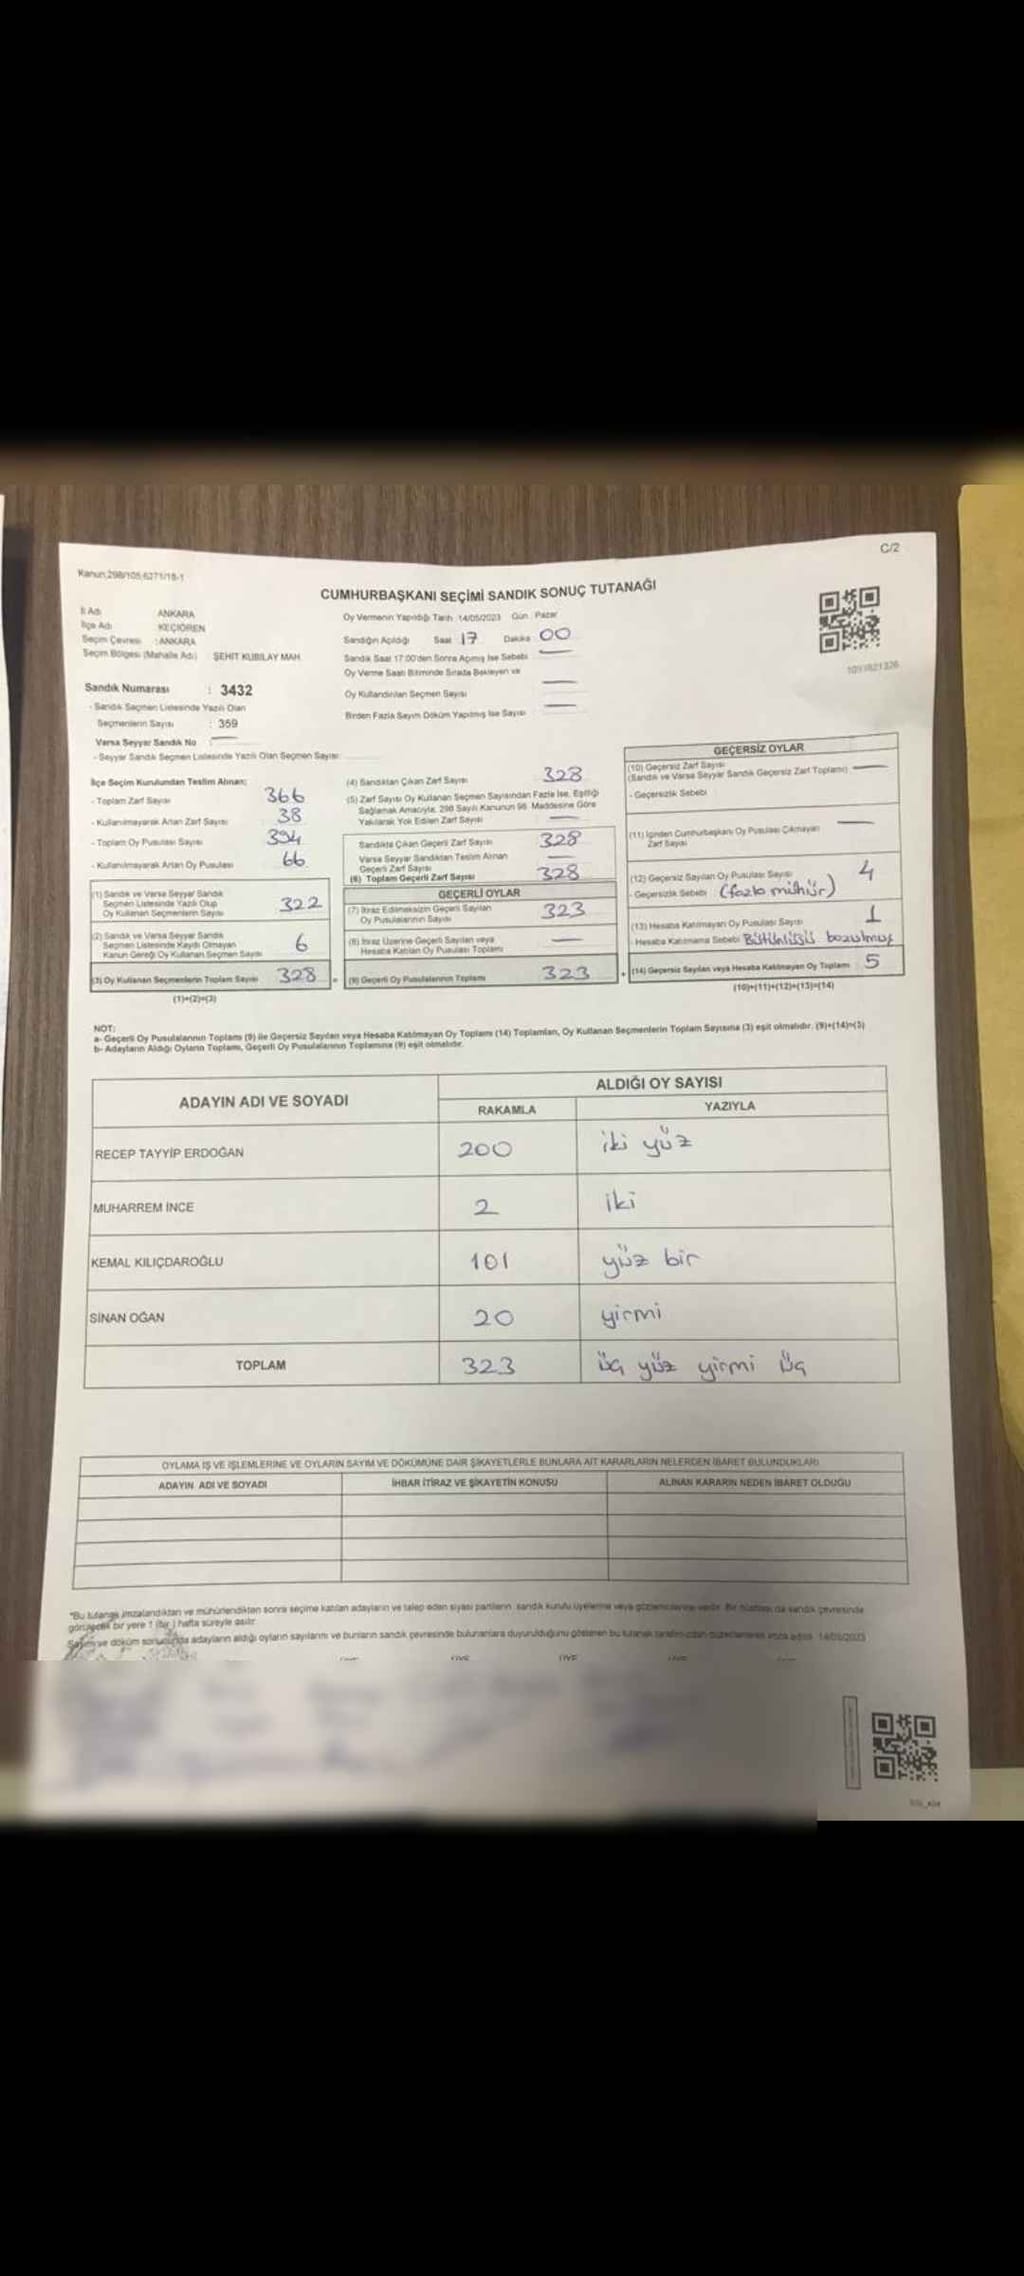 C/2
Kanun:298/105;6271/18-1
CUMHURBAŞKANI SEÇİMİ SANDIK SONUÇ TUTANAĞI
İl Adı ANKARA
İlçe Adı KEÇİÖREN
Seçim Çevresi : ANKARA
Seçim Bölgesi (Mahalle Adı) ŞEHİT KUBİLAY MAH.
Oy Vermenin Yapıldığı Tarih 14/05/2023 Gün : Pazar
Sandığın Açıldığı Saat 17 Dakika 00
Sandık Saat 17:00'den Sonra Açımış İse Sebebi
Oy Verme Saati Bitiminde Sırada Bekleyen ve
Oy Kullandırılan Seçmen Sayısı
Birden Fazla Sayım Döküm Yapılmış İse Sayısı
1091821326
Sandık Numarası : 3432
- Sandık Seçmen Listesinde Yazılı Olan
Seçmenlerin Sayısı : 359
Varsa Seyyar Sandık No
- Seyyar Sandık Seçmen Listesinde Yazılı Olan Seçmen Sayısı:
İlçe Seçim Kurulundan Teslim Alınan;
- Toplam Zarf Sayısı 366
- Kullanılmayarak Artan Zarf Sayısı 38
- Toplam Oy Pusulası Sayısı 394
- Kullanılmayarak Artan Oy Pusulası 66
(1) Sandık ve Varsa Seyyar Sandık
Seçmen Listesinde Yazılı Olup
Oy Kullanan Seçmenlerin Sayısı 322
(2) Sandık ve Varsa Seyyar Sandık
Seçmen Listesinde Kaydı Olmayan
Kanun Gereği Oy Kullanan Seçmen Sayısı 6
(3) Oy Kullanan Seçmenlerin Toplam Sayısı 328
(1)+(2)=(3)
(4) Sandıktan Çıkan Zarf Sayısı 328
(5) Zarf Sayısı Oy Kullanan Seçmen Sayısından Fazla İse, Eşitliği
Sağlamak Amacıyla, 298 Sayılı Kanunun 98. Maddesine Göre
Yakılarak Yok Edilen Zarf Sayısı
Sandıkta Çıkan Geçerli Zarf Sayısı 328
Varsa Seyyar Sandıktan Teslim Alınan
Geçerli Zarf Sayısı
(6) Toplam Geçerli Zarf Sayısı 328
GEÇERLİ OYLAR
(7) İtiraz Edilmeksizin Geçerli Sayılan
Oy Pusulalarının Sayısı 323
(8) İtiraz Üzerine Geçerli Sayılan veya
Hesaba Katılan Oy Pusulası Toplamı
= (9) Geçerli Oy Pusulalarının Toplamı 323
GEÇERSİZ OYLAR
(10) Geçersiz Zarf Sayısı
(Sandık ve Varsa Seyyar Sandık Geçersiz Zarf Toplamı)
- Geçersizlik Sebebi
(11) İçinden Cumhurbaşkanı Oy Pusulası Çıkmayan
Zarf Sayısı
(12) Geçersiz Sayılan Oy Pusulası Sayısı 4
- Geçersizlik Sebebi (fazla mühür)
(13) Hesaba Katılmayan Oy Pusulası Sayısı 1
- Hesaba Katılmama Sebebi Bütünlüğü bozulmuş
+ (14) Geçersiz Sayılan veya Hesaba Katılmayan Oy Toplamı 5
(10)+(11)+(12)+(13)=(14)
NOT:
a- Geçerli Oy Pusulalarının Toplamı (9) ile Geçersiz Sayılan veya Hesaba Katılmayan Oy Toplamı (14) Toplamları, Oy Kullanan Seçmenlerin Toplam Sayısına (3) eşit olmalıdır. (9)+(14)=(3)
b- Adayların Aldığı Oyların Toplamı, Geçerli Oy Pusulalarının Toplamına (9) eşit olmalıdır.
ADAYIN ADI VE SOYADI ALDIĞI OY SAYISI
RAKAMLA YAZIYLA
RECEP TAYYİP ERDOĞAN 200 iki yüz
MUHARREM İNCE 2 iki
KEMAL KILIÇDAROĞLU 101 yüz bir
SİNAN OĞAN 20 yirmi
TOPLAM 323 üç yüz yirmi üç
OYLAMA İŞ VE İŞLEMLERİNE VE OYLARIN SAYIM VE DÖKÜMÜNE DAİR ŞİKAYETLERLE BUNLARA AİT KARARLARIN NELERDEN İBARET BULUNDUKLARI
ADAYIN ADI VE SOYADI İHBAR İTİRAZ VE ŞİKAYETİN KONUSU ALINAN KARARIN NEDEN İBARET OLDUĞU
*Bu tutanak imzalandıktan ve mühürlendikten sonra seçime katılan adayların ve talep eden siyasi partilerin sandık kurulu üyelerine veya gözlemcilerine verilir. Bir nüshası da sandık çevresinde
görülecek bir yere 1 (bir) hafta süreyle asılır.
Sayım ve döküm sonucunda adayların aldığı oyların sayılarını ve bunların sandık çevresinde bulunanlara duyurulduğunu gösteren bu tutanak 14/05/2023